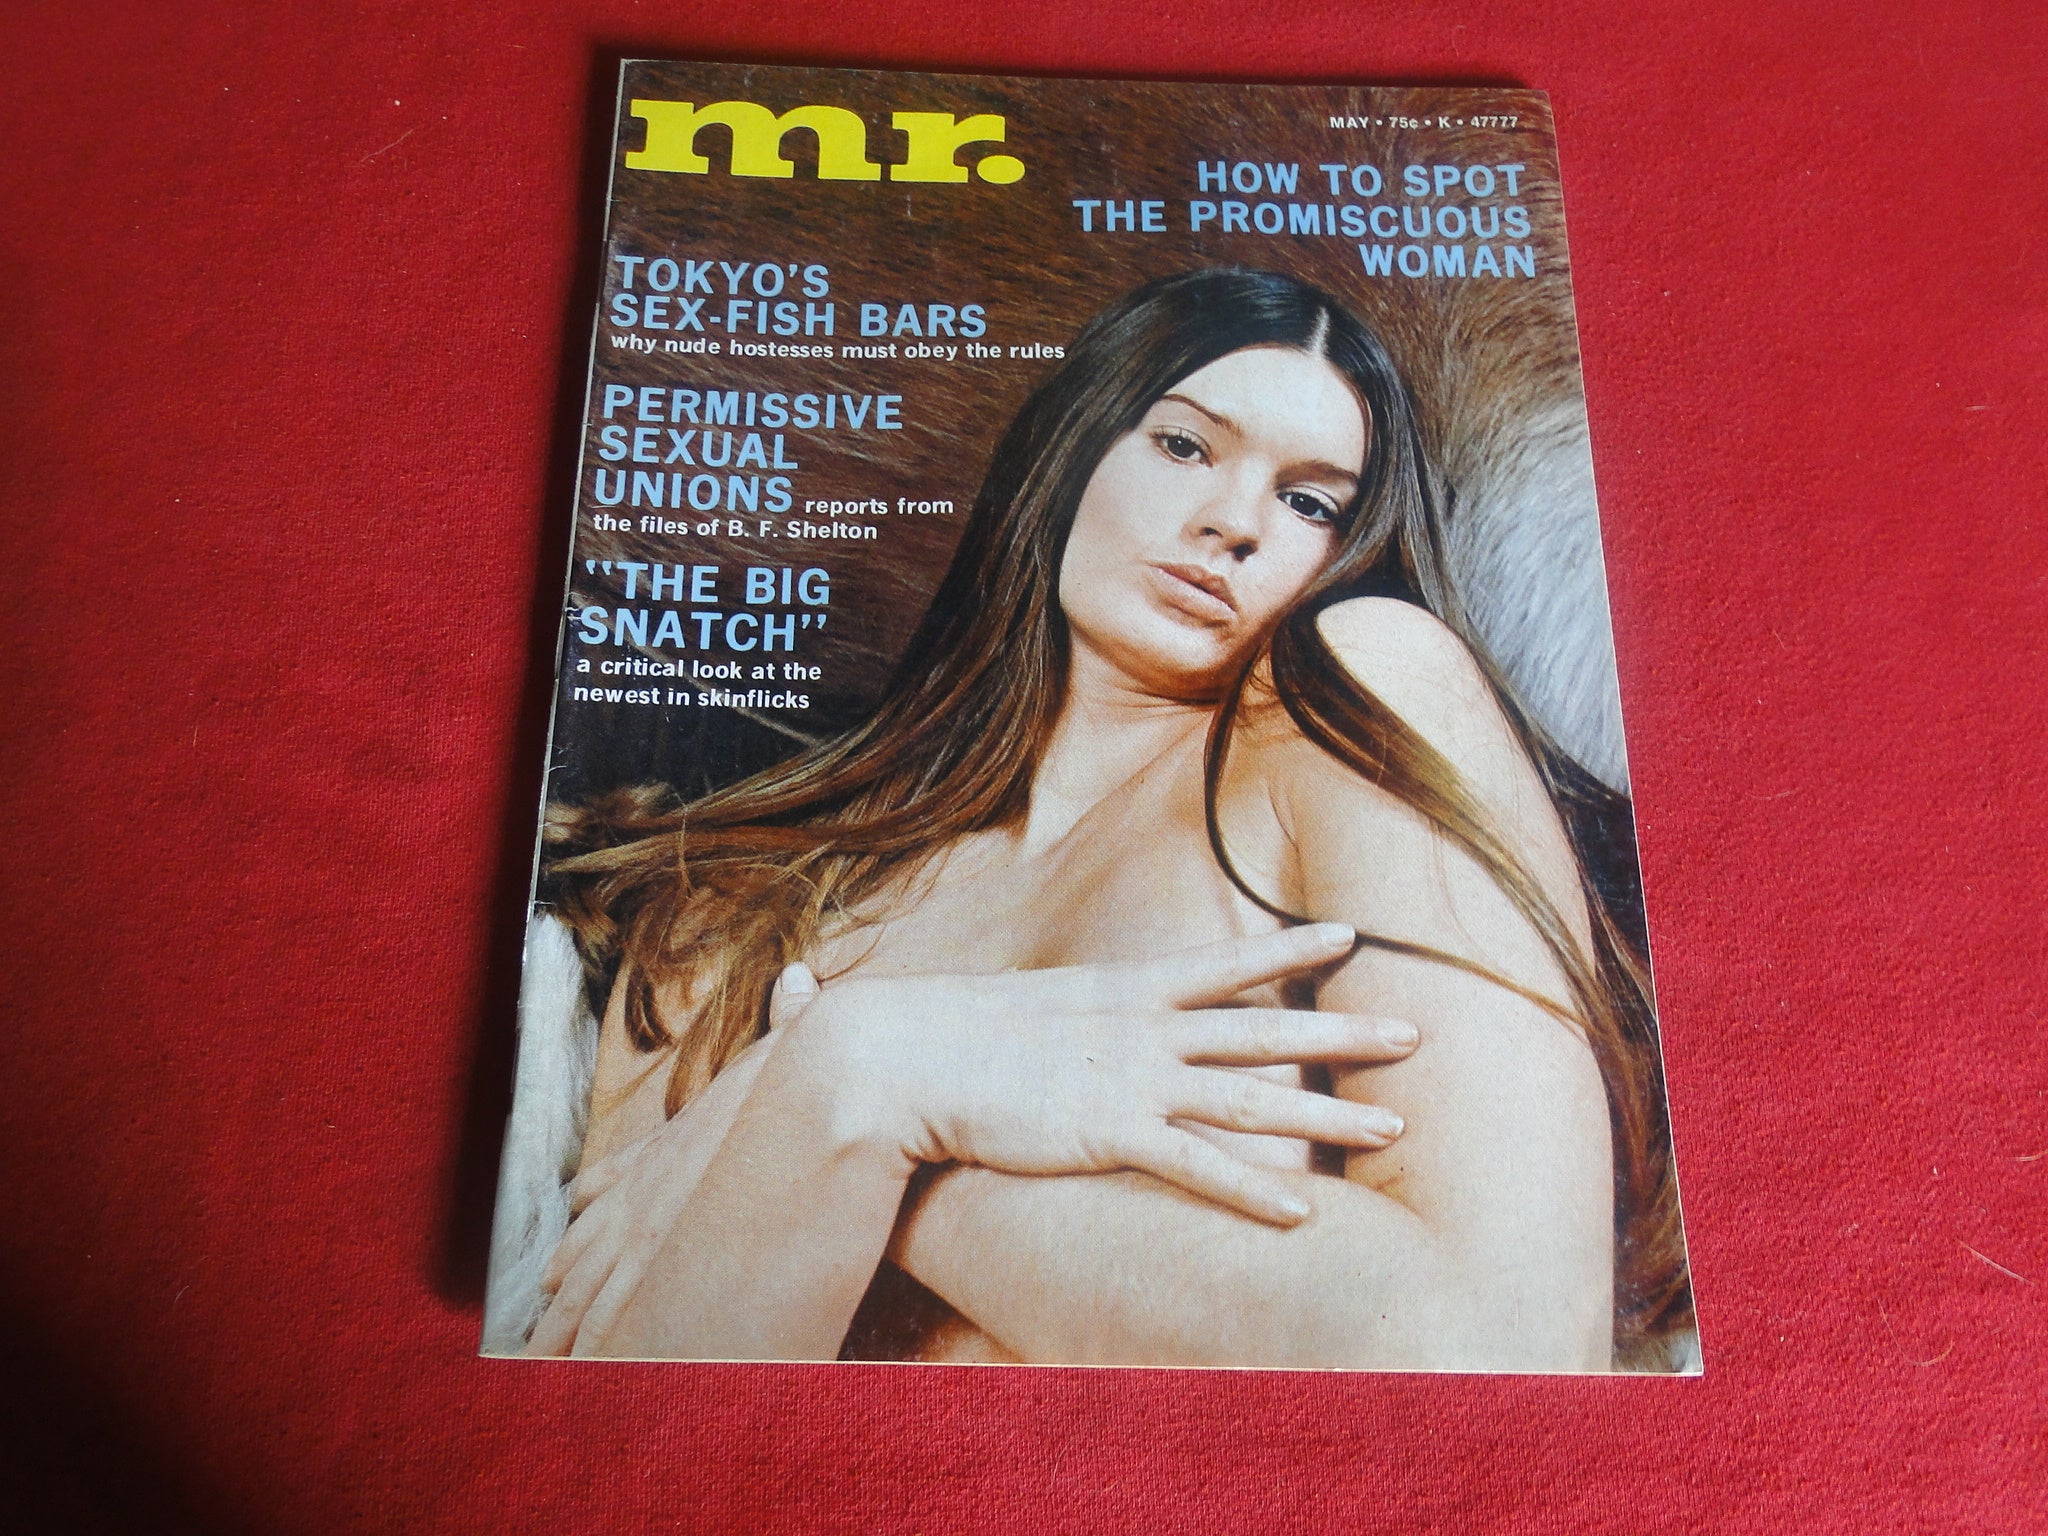 mr.
MAY • 75¢ • K • 47777
HOW TO SPOT
THE PROMISCUOUS
WOMAN
TOKYO'S
SEX-FISH BARS
why nude hostesses must obey the rules
PERMISSIVE
SEXUAL
UNIONS reports from
the files of B. F. Shelton
"THE BIG
SNATCH"
a critical look at the
newest in skinflicks